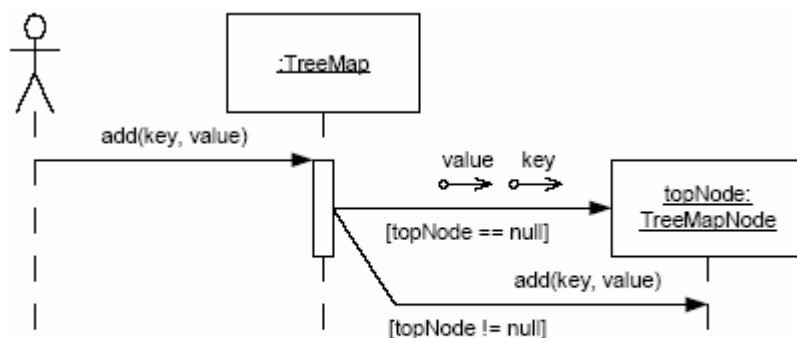 :TreeMap
add(key, value)
value key
topNode:
TreeMapNode
[topNode == null]
add(key, value)
[topNode != null]